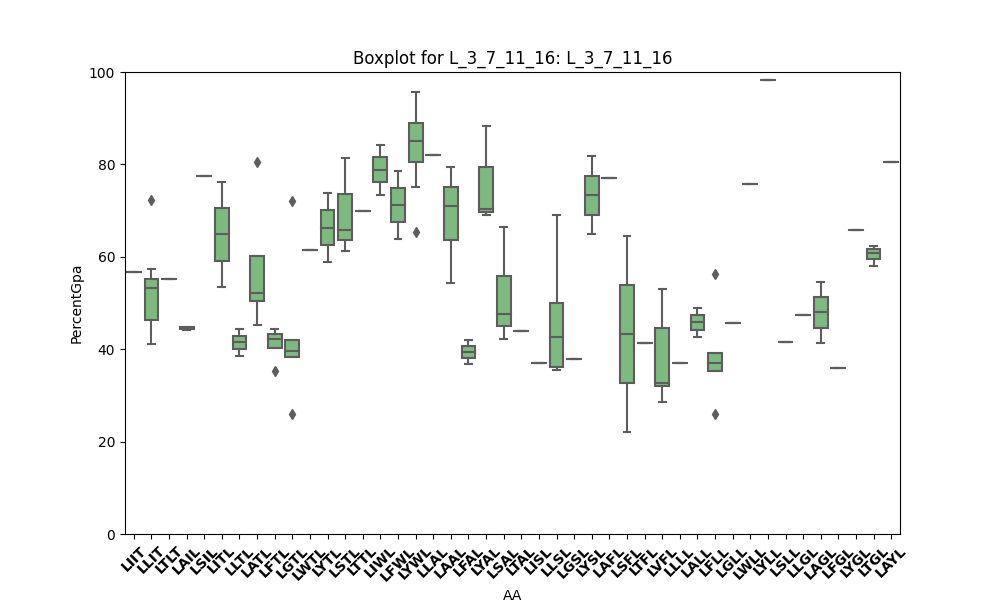 Boxplot for L_3_7_11_16: L_3_7_11_16
PercentGpa
100
80
60
40
20
0
LIIT
LLIT
LTLT
LAIL
LSIL
LITL
LLTL
LATL
LFTL
LGTL
LWTL
LYTL
LSTL
LTTL
LIWL
LFWL
LYWL
LLAL
LAAL
LFAL
LYAL
LSAL
LTAL
LISL
LLSL
LGSL
LYSL
LAFL
LSFL
LTFL
LVFL
LLLL
LALL
LFLL
LGLL
LWLL
LYLL
LSLL
LLGL
LAGL
LFGL
LYGL
LTGL
LAYL
AA